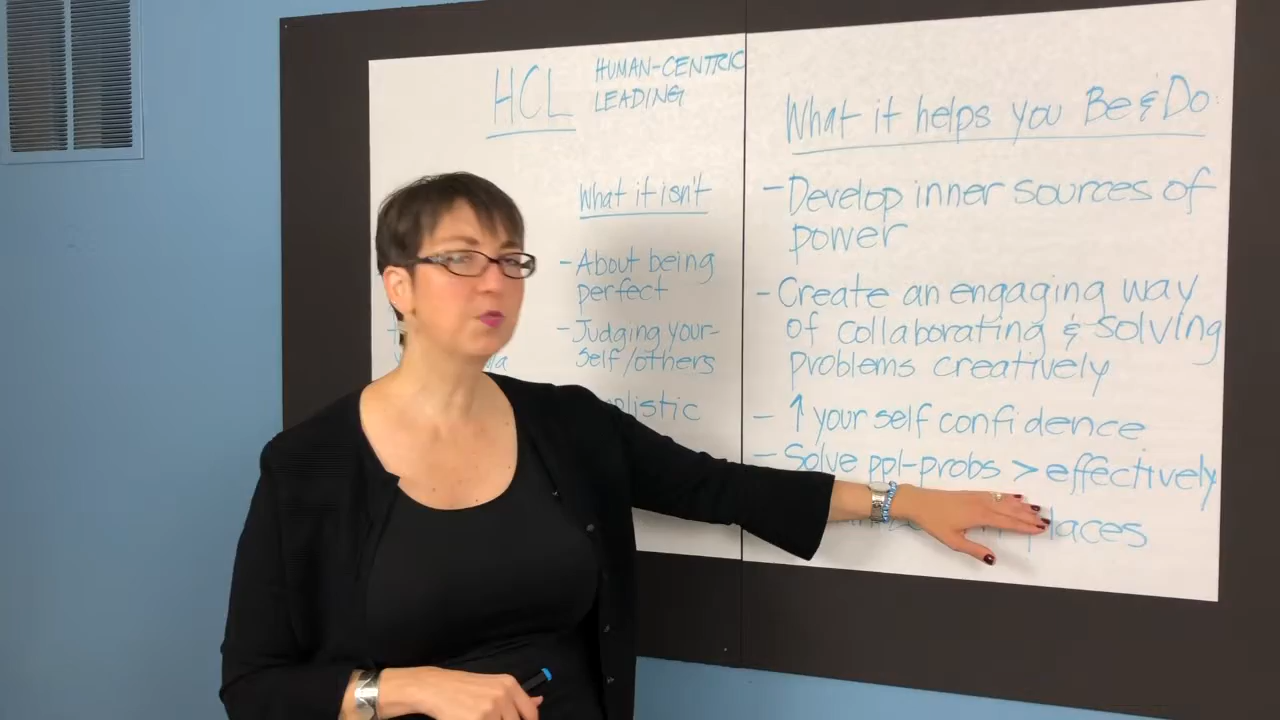 HCL
HUMAN-CENTRIC
LEADING
What it isn't
- About being
perfect
- Judging your-
self/others
What it helps you Be & Do:
- Develop inner sources of
power
- Create an engaging way
of collaborating & solving
problems creatively
- ↑ your self confidence
- Solve ppl-probs > effectively